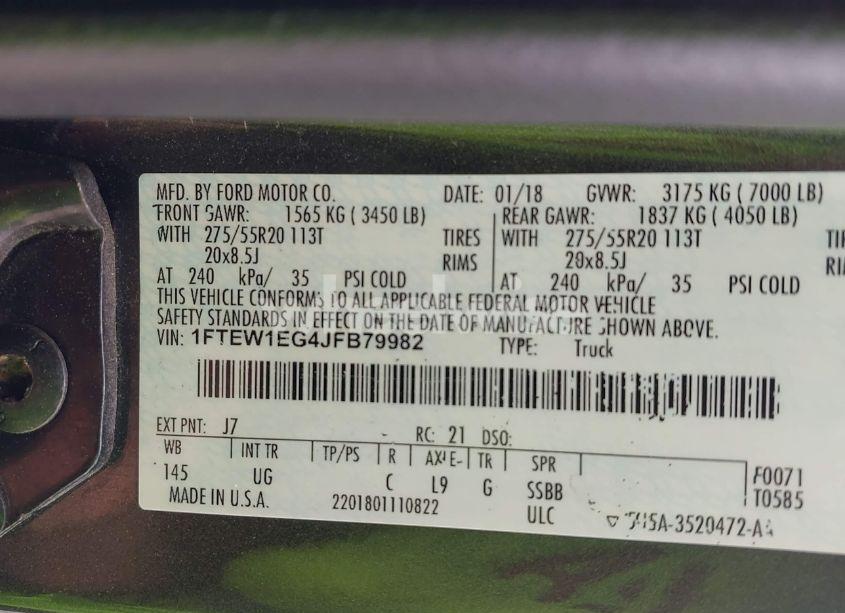 MFD. BY FORD MOTOR CO. DATE: 01/18 GVWR: 3175 KG ( 7000 LB)
FRONT GAWR: 1565 KG ( 3450 LB) REAR GAWR: 1837 KG ( 4050 LB)
WITH 275/55R20 113T TIRES WITH 275/55R20 113T TIR
20x8.5J RIMS 20x8.5J RIM
AT 240 kPa/ 35 PSI COLD AT 240 kPa/ 35 PSI COLD
THIS VEHICLE CONFORMS TO ALL APPLICABLE FEDERAL MOTOR VEHICLE
SAFETY STANDARDS IN EFFECT ON THE DATE OF MANUFACTURE SHOWN ABOVE.
VIN: 1FTEW1EG4JFB79982 TYPE: Truck
EXT PNT: J7 RC: 21 DSO:
WB INT TR TP/PS R AXLE TR SPR
145 UG C L9 G SSBB F0071
MADE IN U.S.A. 2201801110822 ULC T0585